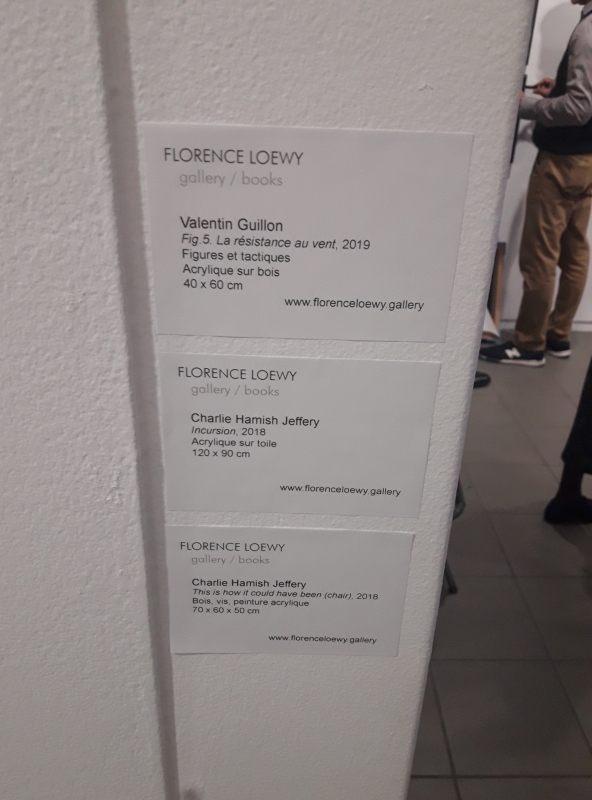 FLORENCE LOEWY
gallery / books
Valentin Guillon
Fig.5. La résistance au vent, 2019
Figures et tactiques
Acrylique sur bois
40 x 60 cm
www.florenceloewy.gallery
FLORENCE LOEWY
gallery / books
Charlie Hamish Jeffery
Incursion, 2018
Acrylique sur toile
120 x 90 cm
www.florenceloewy.gallery
FLORENCE LOEWY
gallery / books
Charlie Hamish Jeffery
This is how it could have been (chair), 2018
Bois, vis, peinture acrylique
70 x 60 x 50 cm
www.florenceloewy.gallery